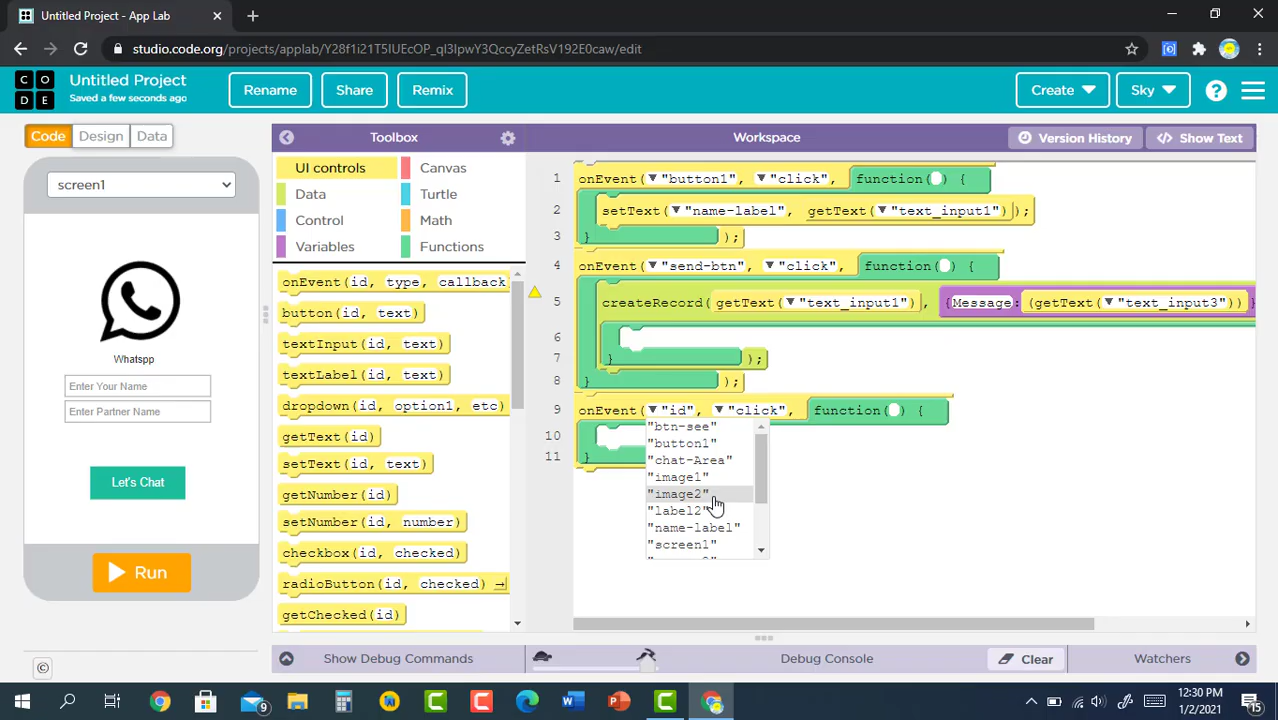 Untitled Project - App Lab
studio.code.org/projects/applab/Y28f1i21T5IUEcOP_qI3IpwY3QccyZetRsV192E0caw/edit
C O
D E
Untitled Project
Saved a few seconds ago
Rename
Share
Remix
Create
Sky
?
Code
Design
Data
Toolbox
Workspace
Version History
</> Show Text
screen1
Whatspp
Enter Your Name
Enter Partner Name
Let's Chat
Run
©
UI controls
Canvas
Data
Turtle
Control
Math
Variables
Functions
onEvent(id, type, callback
button(id, text)
textInput(id, text)
textLabel(id, text)
dropdown(id, option1, etc)
getText(id)
setText(id, text)
getNumber(id)
setNumber(id, number)
checkbox(id, checked)
radioButton(id, checked)
getChecked(id)
1 onEvent( "button1", "click", function( ) {
2 setText( "name-label", getText( "text_input1") );
3 } );
4 onEvent( "send-btn", "click", function( ) {
5 createRecord( getText( "text_input1") , {Message: (getText( "text_input3")) }
6
7 } );
8 } );
9 onEvent( "id", "click", function( ) {
10
11 }
"btn-see"
"button1"
"chat-Area"
"image1"
"image2"
"label2"
"name-label"
"screen1"
Show Debug Commands
Debug Console
Clear
Watchers
9
12:30 PM
1/2/2021
15